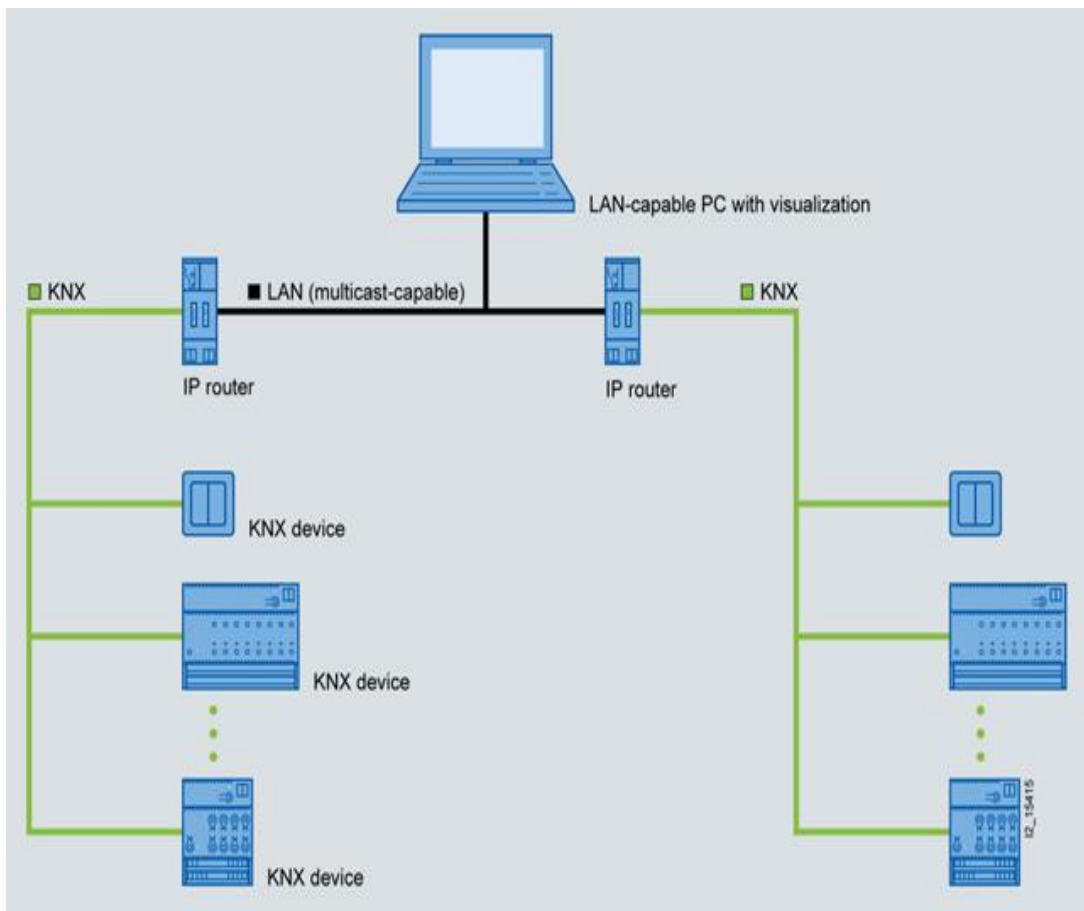 LAN-capable PC with visualization
KNX
LAN (multicast-capable)
KNX
IP router
IP router
KNX device
KNX device
KNX device
I2_15415